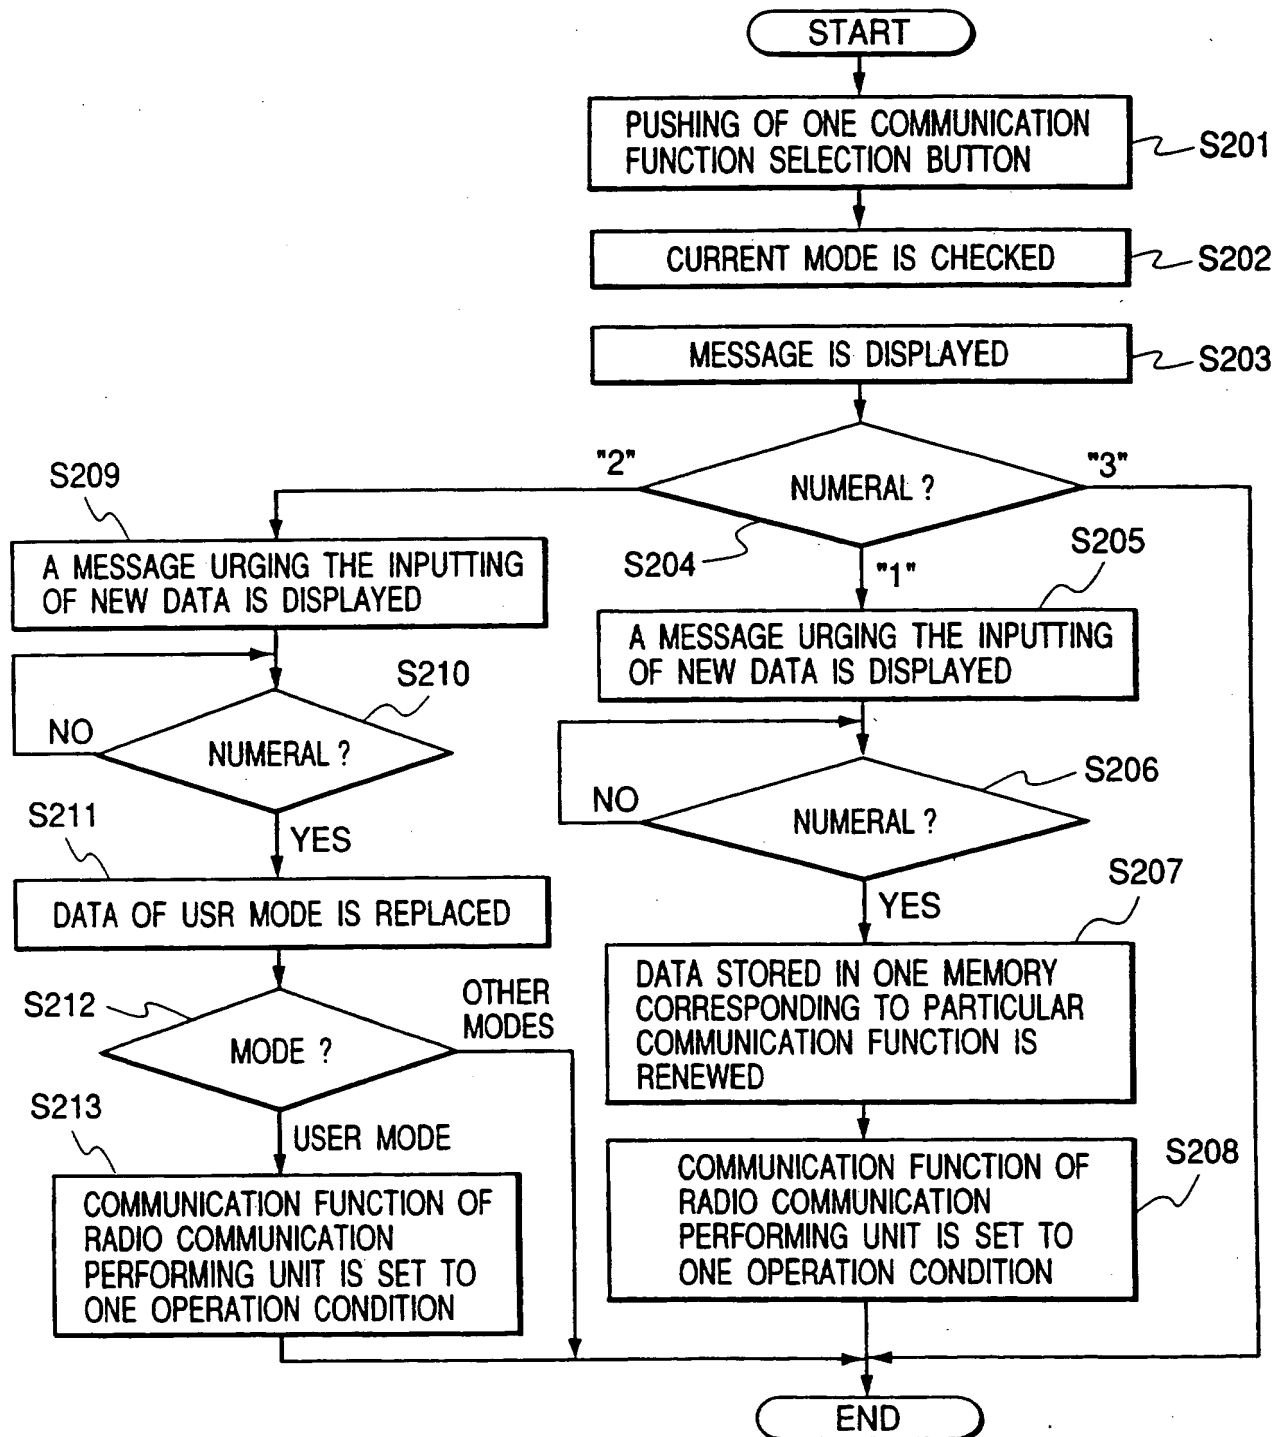 START
PUSHING OF ONE COMMUNICATION
FUNCTION SELECTION BUTTON
S201
CURRENT MODE IS CHECKED
S202
MESSAGE IS DISPLAYED
S203
NUMERAL ?
"2"
"3"
"1"
S204
S209
A MESSAGE URGING THE INPUTTING
OF NEW DATA IS DISPLAYED
S205
A MESSAGE URGING THE INPUTTING
OF NEW DATA IS DISPLAYED
S210
NO
NUMERAL ?
YES
S206
NO
NUMERAL ?
YES
S211
DATA OF USR MODE IS REPLACED
S207
DATA STORED IN ONE MEMORY
CORRESPONDING TO PARTICULAR
COMMUNICATION FUNCTION IS
RENEWED
S212
MODE ?
OTHER
MODES
USER MODE
S213
COMMUNICATION FUNCTION OF
RADIO COMMUNICATION
PERFORMING UNIT IS SET TO
ONE OPERATION CONDITION
S208
COMMUNICATION FUNCTION OF
RADIO COMMUNICATION
PERFORMING UNIT IS SET TO
ONE OPERATION CONDITION
END